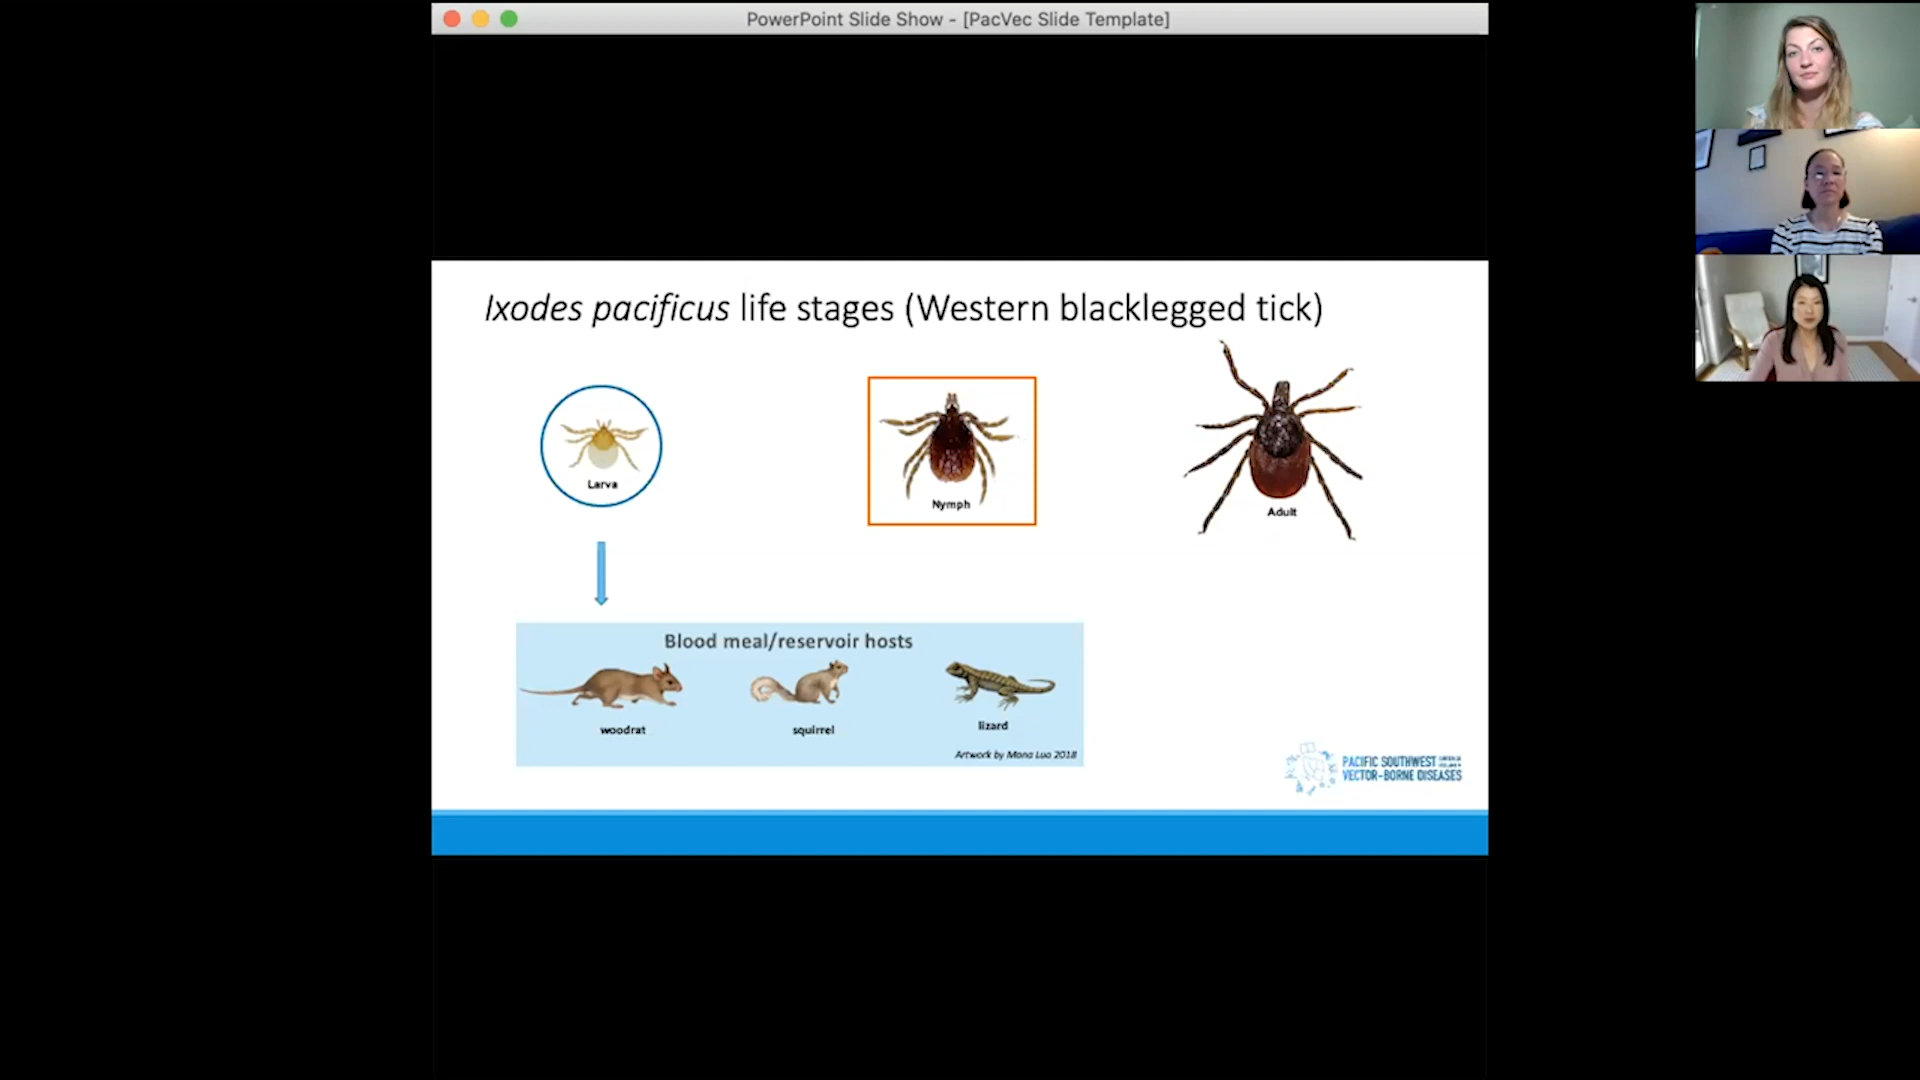 PowerPoint Slide Show - [PacVec Slide Template]
Ixodes pacificus life stages (Western blacklegged tick)
Larva
Nymph
Adult
Blood meal/reservoir hosts
woodrat
squirrel
lizard
Artwork by Mona Luo 2018
PACIFIC SOUTHWEST
VECTOR-BORNE DISEASES